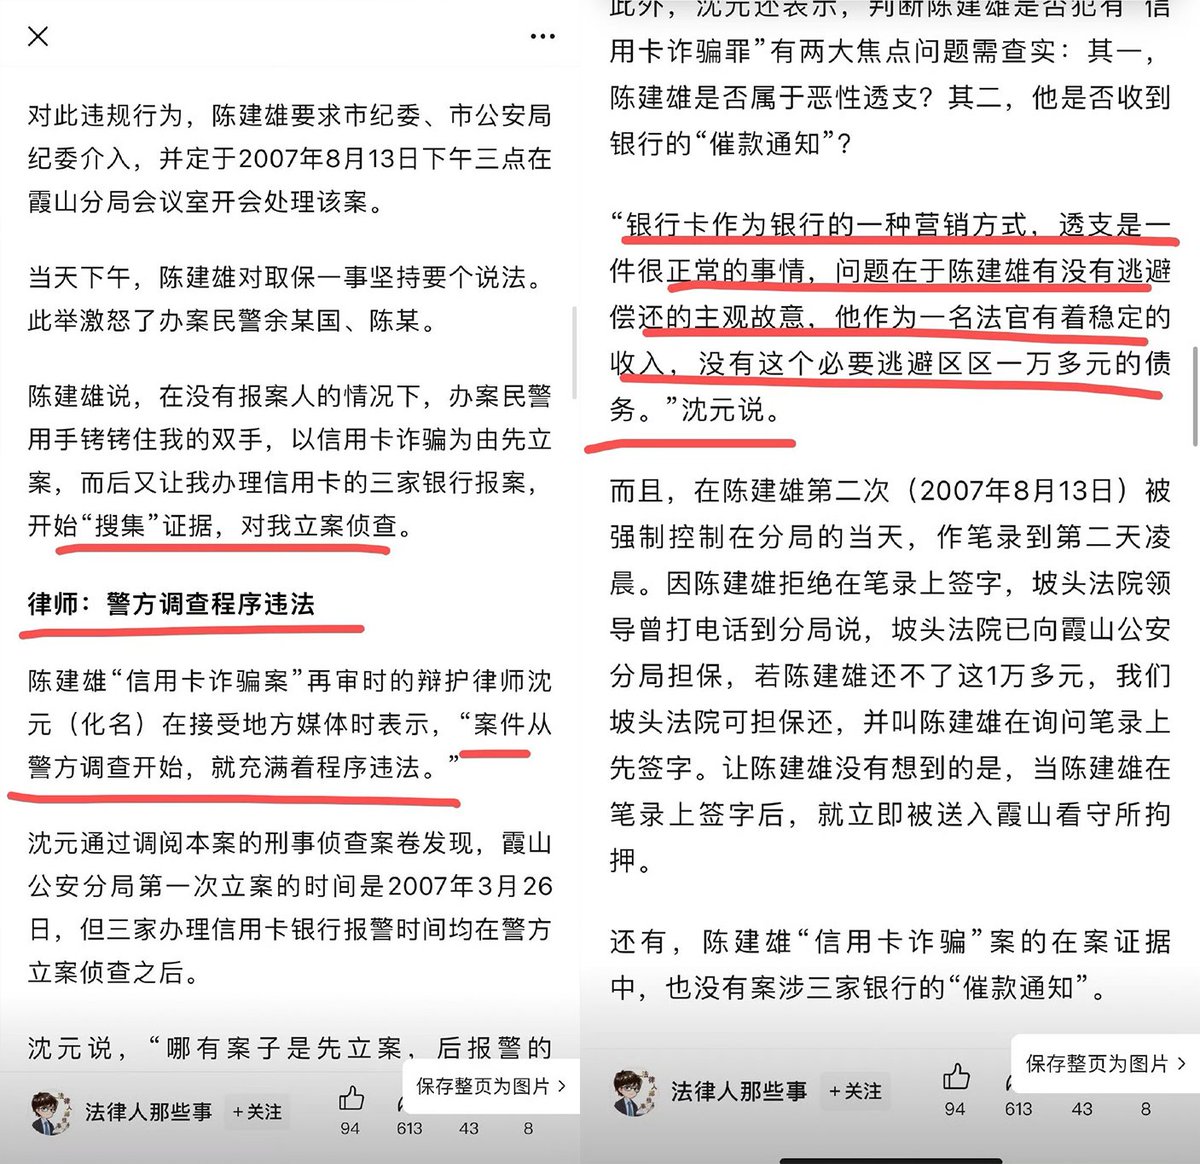 对此违规行为，陈建雄要求市纪委、市公安局
纪委介入，并定于2007年8月13日下午三点在
霞山分局会议室开会处理该案。
当天下午，陈建雄对取保一事坚持要个说法。
此举激怒了办案民警余某国、陈某。
陈建雄说，在没有报案人的情况下，办案民警
用手铐铐住我的双手，以信用卡诈骗为由先立
案，而后又让我办理信用卡的三家银行报案，
开始“搜集”证据，对我立案侦查。
律师：警方调查程序违法
陈建雄“信用卡诈骗案”再审时的辩护律师沈
元（化名）在接受地方媒体时表示，“案件从
警方调查开始，就充满着程序违法。”
沈元通过调阅本案的刑事侦查案卷发现，霞山
公安分局第一次立案的时间是2007年3月26
日，但三家办理信用卡银行报警时间均在警方
立案侦查之后。
沈元说，“哪有案子是先立案，后报警的
保存整页为图片 >
法律人那些事
+关注
94
613
43
8
此外，沈元还表示，判断陈建雄是否犯有“信
用卡诈骗罪”有两大焦点问题需查实：其一，
陈建雄是否属于恶性透支？其二，他是否收到
银行的“催款通知”？
“银行卡作为银行的一种营销方式，透支是一
件很正常的事情，问题在于陈建雄有没有逃避
偿还的主观故意，他作为一名法官有着稳定的
收入，没有这个必要逃避区区一万多元的债
务。”沈元说。
而且，在陈建雄第二次（2007年8月13日）被
强制控制在分局的当天，作笔录到第二天凌
晨。因陈建雄拒绝在笔录上签字，坡头法院领
导曾打电话到分局说，坡头法院已向霞山公安
分局担保，若陈建雄还不了这1万多元，我们
坡头法院可担保还，并叫陈建雄在询问笔录上
先签字。让陈建雄没有想到的是，当陈建雄在
笔录上签字后，就立即被送入霞山看守所拘
押。
还有，陈建雄“信用卡诈骗”案的在案证据
中，也没有案涉三家银行的“催款通知”。
保存整页为图片 >
法律人那些事
+关注
94
613
43
8